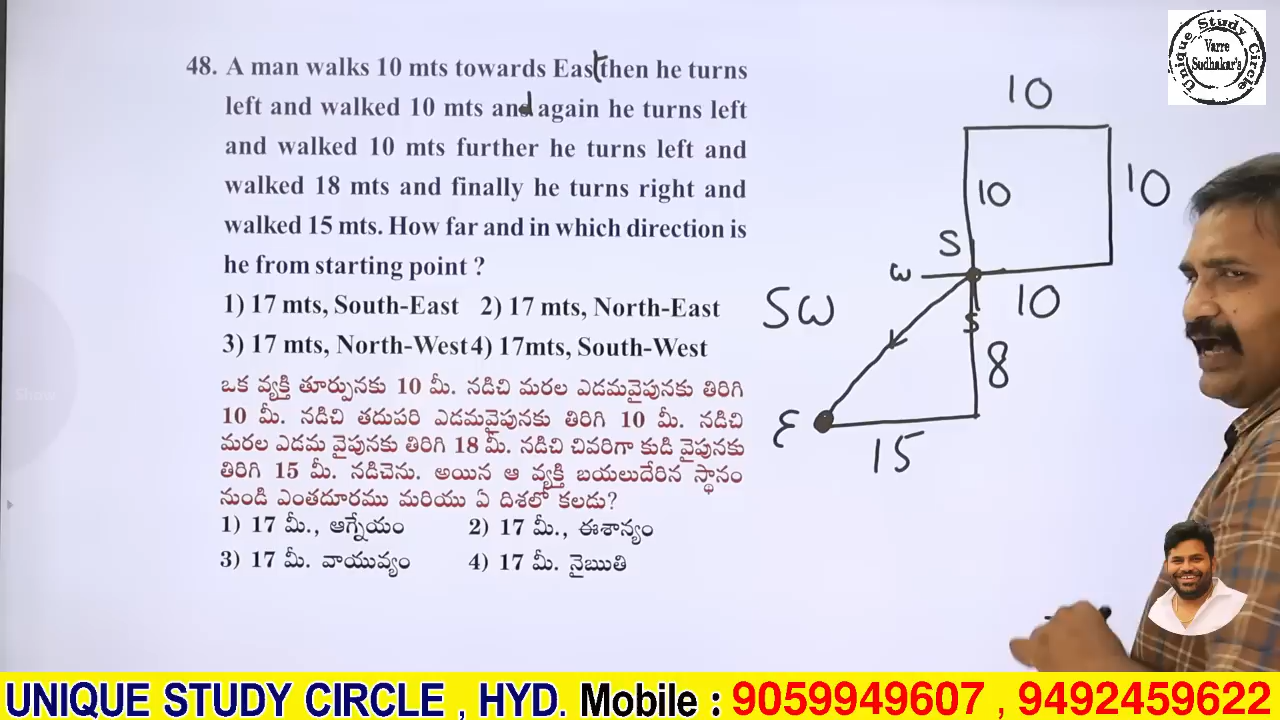 48. A man walks 10 mts towards East then he turns
left and walked 10 mts and again he turns left
and walked 10 mts further he turns left and
walked 18 mts and finally he turns right and
walked 15 mts. How far and in which direction is
he from starting point ?
1) 17 mts, South-East 2) 17 mts, North-East
3) 17 mts, North-West 4) 17mts, South-West
ఒక వ్యక్తి తూర్పునకు 10 మీ. నడిచి మరల ఎడమవైపునకు తిరిగి
10 మీ. నడిచి తదుపరి ఎడమవైపునకు తిరిగి 10 మీ. నడిచి
మరల ఎడమ వైపునకు తిరిగి 18 మీ. నడిచి చివరిగా కుడి వైపునకు
తిరిగి 15 మీ. నడిచెను. అయిన ఆ వ్యక్తి బయలుదేరిన స్థానం
నుండి ఎంతదూరము మరియు ఏ దిశలో కలదు?
1) 17 మీ., ఆగ్నేయం 2) 17 మీ., ఈశాన్యం
3) 17 మీ. వాయువ్యం 4) 17 మీ. నైఋతి
10
10
10
S
W
10
S
SW
8
E
15
Unique Study Circle
Varre
Sudhakar's
Show
UNIQUE STUDY CIRCLE , HYD. Mobile : 9059949607 , 9492459622